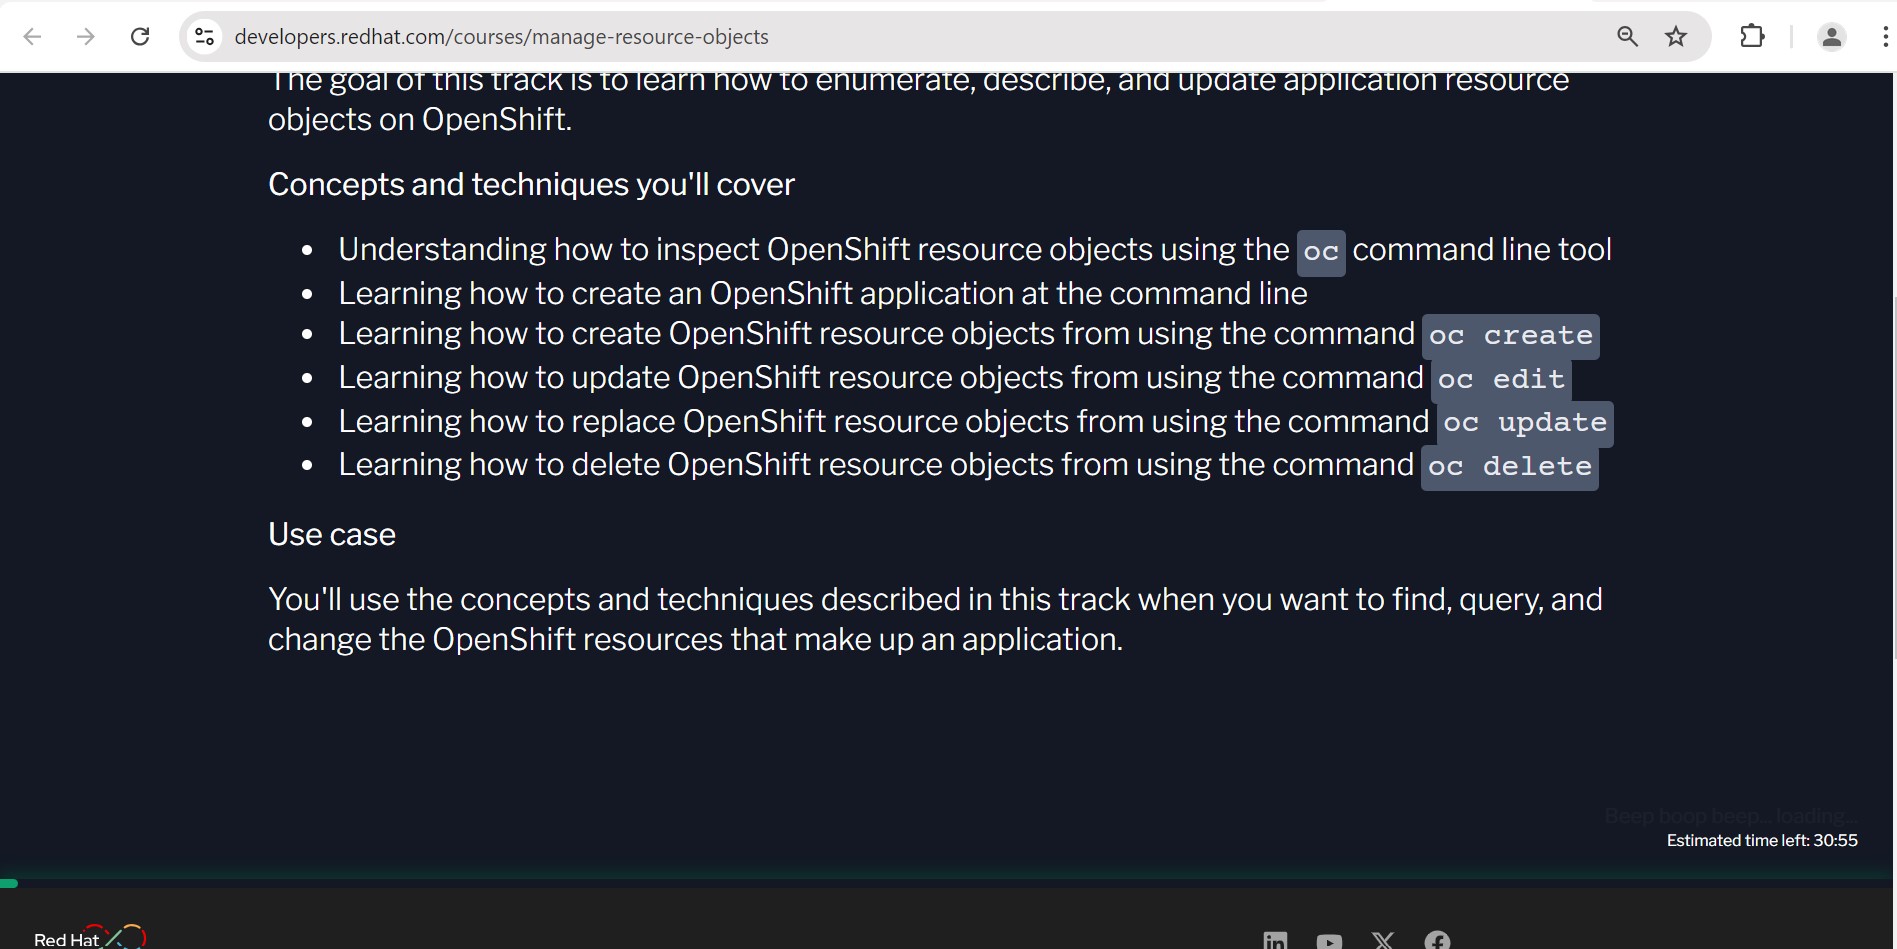 developers.redhat.com/courses/manage-resource-objects
The goal of this track is to learn how to enumerate, describe, and update application resource
objects on OpenShift.
Concepts and techniques you'll cover
Understanding how to inspect OpenShift resource objects using the oc command line tool
Learning how to create an OpenShift application at the command line
Learning how to create OpenShift resource objects from using the command oc create
Learning how to update OpenShift resource objects from using the command oc edit
Learning how to replace OpenShift resource objects from using the command oc update
Learning how to delete OpenShift resource objects from using the command oc delete
Use case
You'll use the concepts and techniques described in this track when you want to find, query, and
change the OpenShift resources that make up an application.
Beep boop beep... loading...
Estimated time left: 30:55
Red Hat